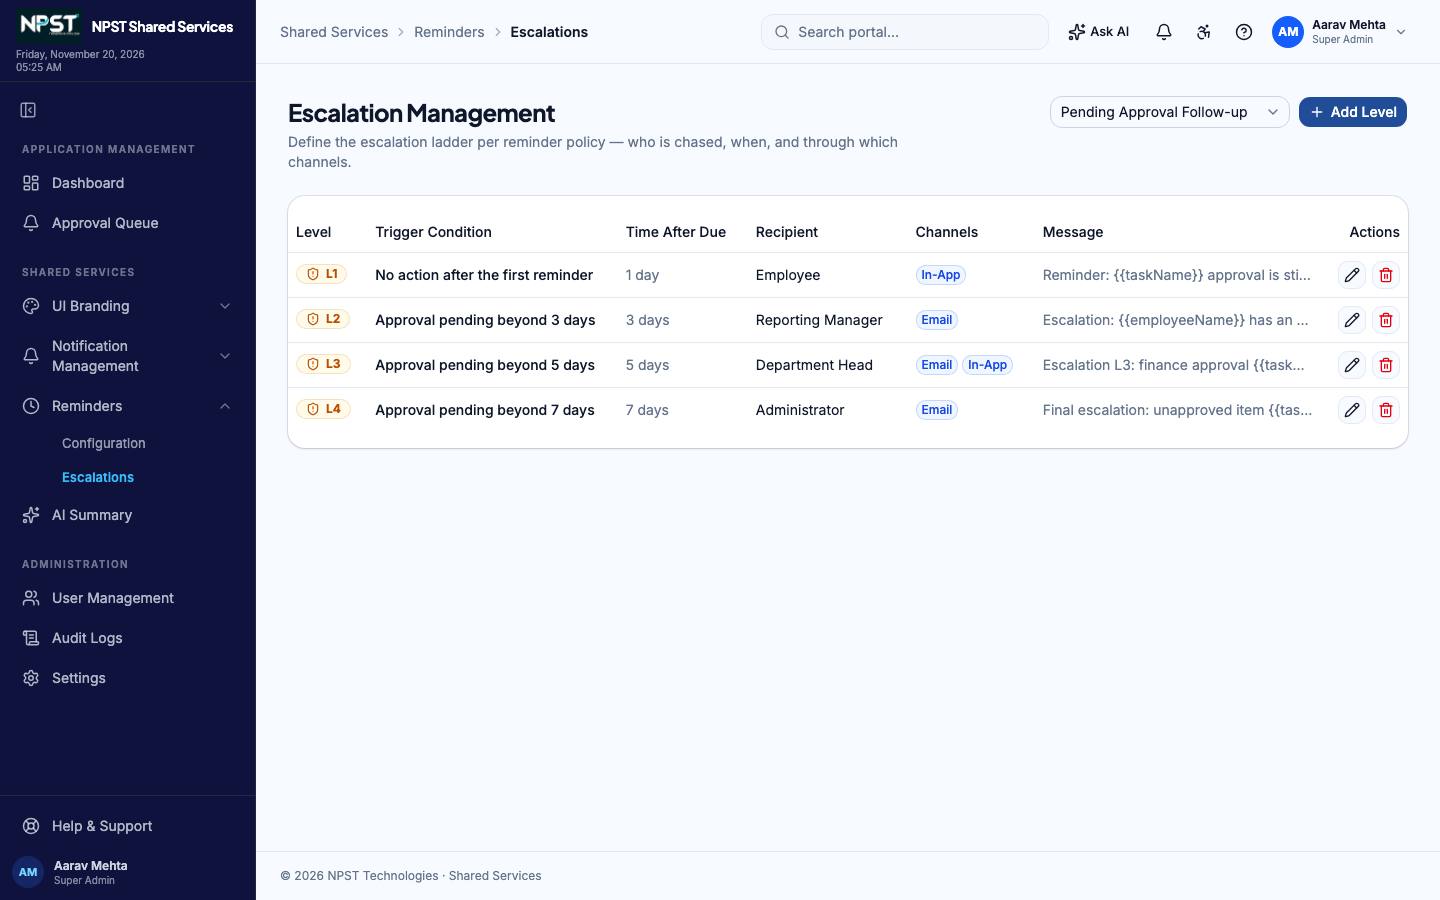 NPST NPST Shared Services
Friday, November 20, 2026
05:25 AM
APPLICATION MANAGEMENT
Dashboard
Approval Queue
SHARED SERVICES
UI Branding
Notification
Management
Reminders
Configuration
Escalations
AI Summary
ADMINISTRATION
User Management
Audit Logs
Settings
Help & Support
AM Aarav Mehta
Super Admin
Shared Services > Reminders > Escalations
Search portal...
Ask AI
AM Aarav Mehta
Super Admin
Escalation Management
Define the escalation ladder per reminder policy — who is chased, when, and through which
channels.
Pending Approval Follow-up
+ Add Level
Level Trigger Condition Time After Due Recipient Channels Message Actions
L1 No action after the first reminder 1 day Employee In-App Reminder: {{taskName}} approval is sti...
L2 Approval pending beyond 3 days 3 days Reporting Manager Email Escalation: {{employeeName}} has an ...
L3 Approval pending beyond 5 days 5 days Department Head Email In-App Escalation L3: finance approval {{task...
L4 Approval pending beyond 7 days 7 days Administrator Email Final escalation: unapproved item {{tas...
© 2026 NPST Technologies · Shared Services